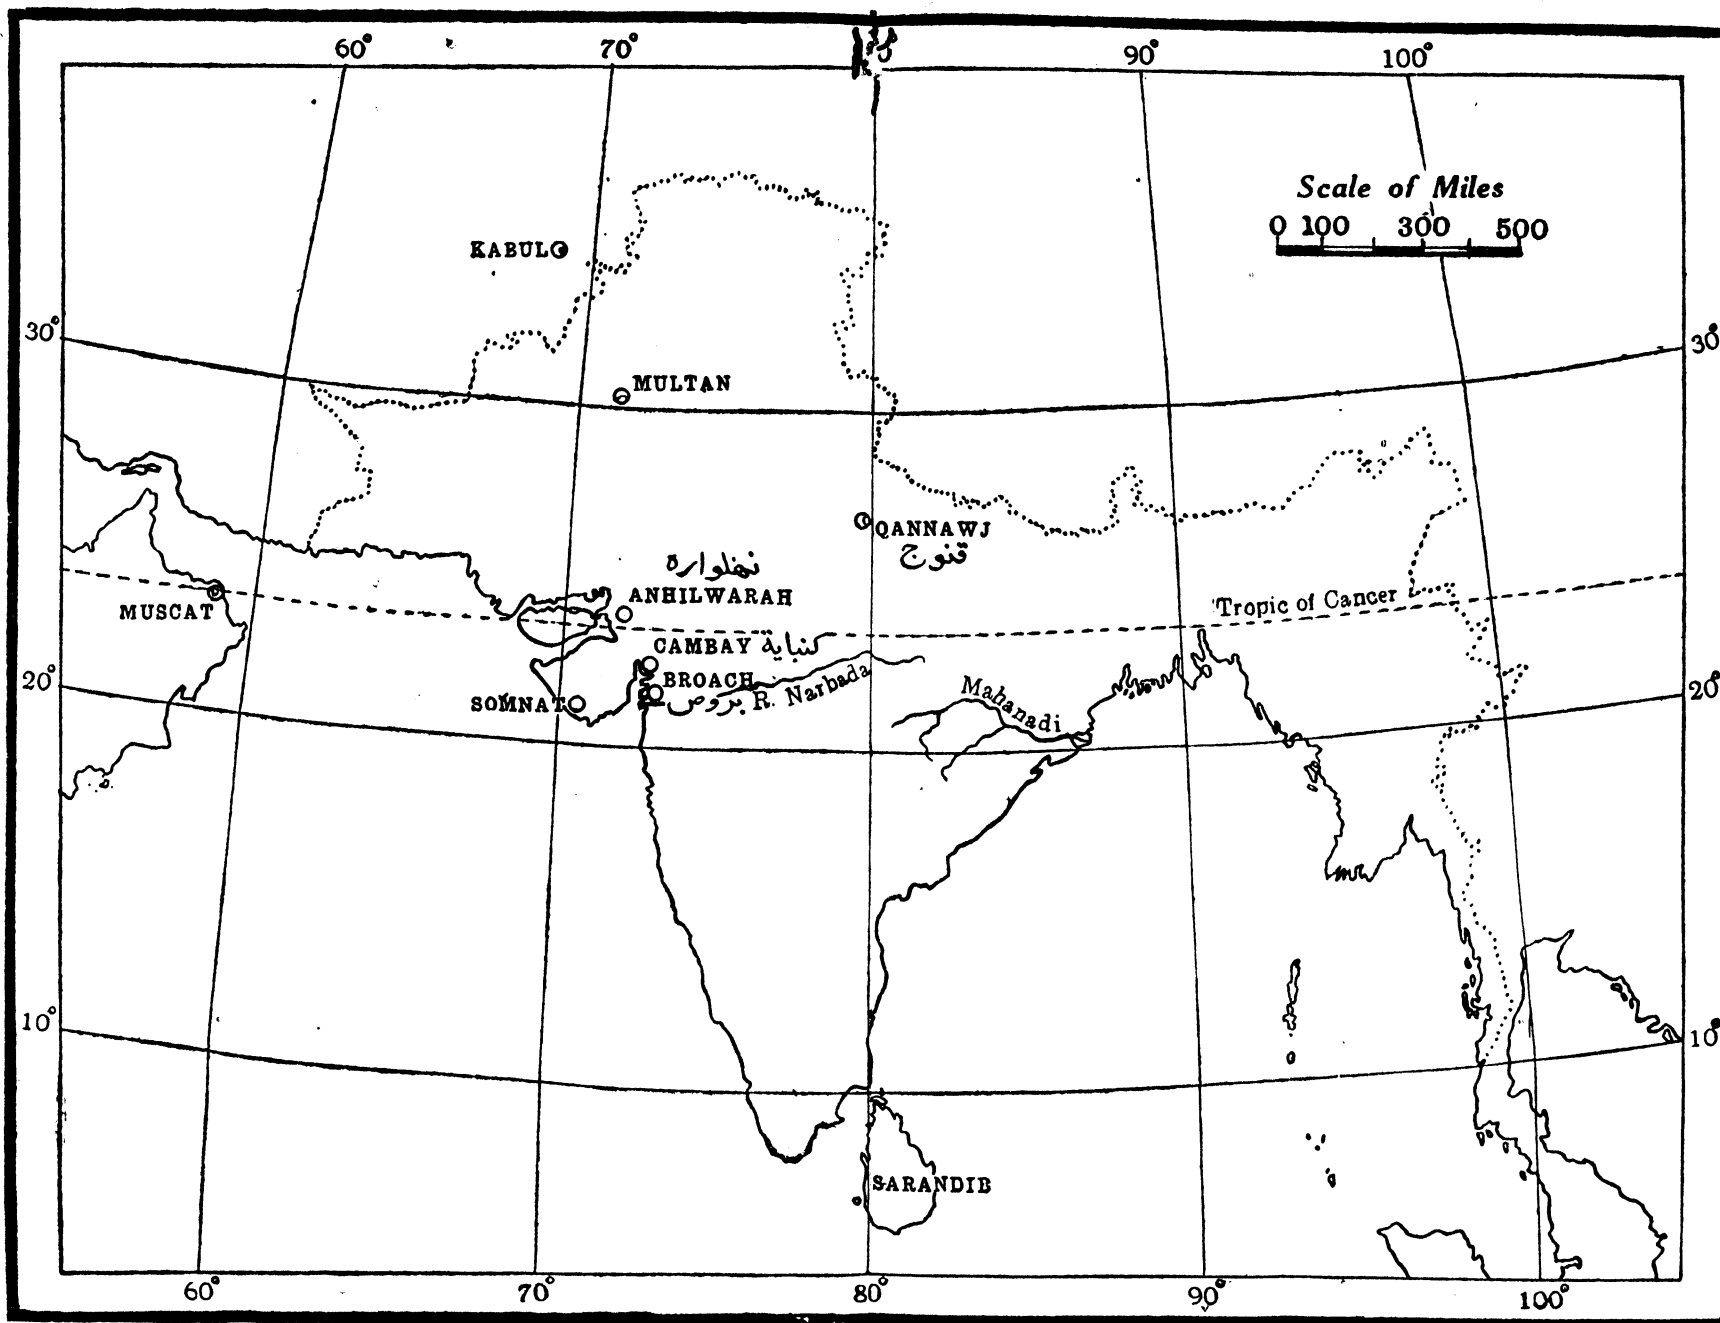 60° 70° 90° 100°
Scale of Miles
0 100 300 500
KABUL
30° 30°
MULTAN
QANNAWJ
قنوج
نهلواره
ANHILWARAH
MUSCAT
Tropic of Cancer
CAMBAY كنباية
BROACH
20° 20°
SOMNAT
بروص R. Narbada
Mahanadi
10° 10°
SARANDIB
60° 70° 80° 90° 100°